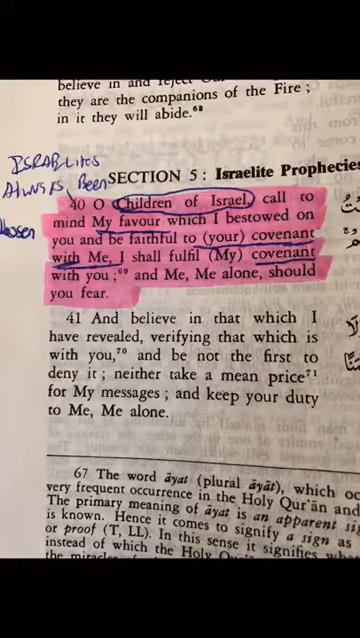 believe in and reject Our
they are the companions of the Fire ;
in it they will abide.⁶⁸
ISRAELites
Always Been
chosen
SECTION 5 : Israelite Prophecies
40 O Children of Israel, call to
mind My favour which I bestowed on
you and be faithful to (your) covenant
with Me, I shall fulfil (My) covenant
with you ;⁶⁹ and Me, Me alone, should
you fear.
41 And believe in that which I
have revealed, verifying that which is
with you,⁷⁰ and be not the first to
deny it ; neither take a mean price⁷¹
for My messages ; and keep your duty
to Me, Me alone.
67 The word āyat (plural āyāt), which oc
very frequent occurrence in the Holy Qur'ān and
The primary meaning of āyat is an apparent sig
is known. Hence it comes to signify a sign as
or proof (T, LL). In this sense it signifies wha
instead of which the Holy Qur
the miracles of